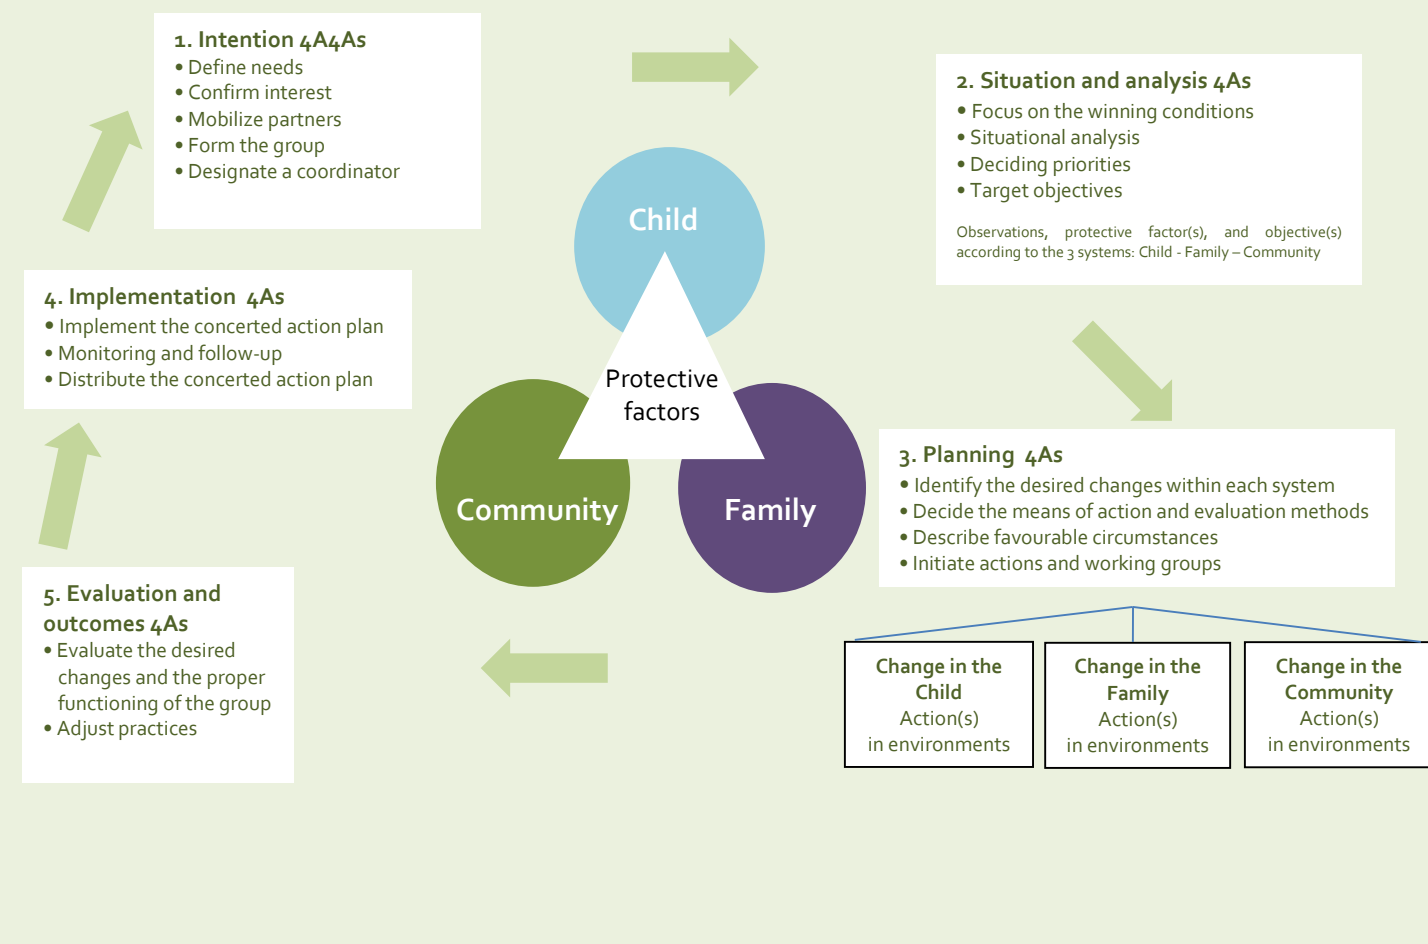 1. Intention 4A4As
• Define needs
• Confirm interest
• Mobilize partners
• Form the group
• Designate a coordinator
2. Situation and analysis 4As
• Focus on the winning conditions
• Situational analysis
• Deciding priorities
• Target objectives
Observations, protective factor(s), and objective(s)
according to the 3 systems: Child - Family – Community
Child
Protective
factors
Community
Family
4. Implementation 4As
• Implement the concerted action plan
• Monitoring and follow-up
• Distribute the concerted action plan
3. Planning 4As
• Identify the desired changes within each system
• Decide the means of action and evaluation methods
• Describe favourable circumstances
• Initiate actions and working groups
5. Evaluation and
outcomes 4As
• Evaluate the desired
changes and the proper
functioning of the group
• Adjust practices
Change in the
Child
Action(s)
in environments
Change in the
Family
Action(s)
in environments
Change in the
Community
Action(s)
in environments